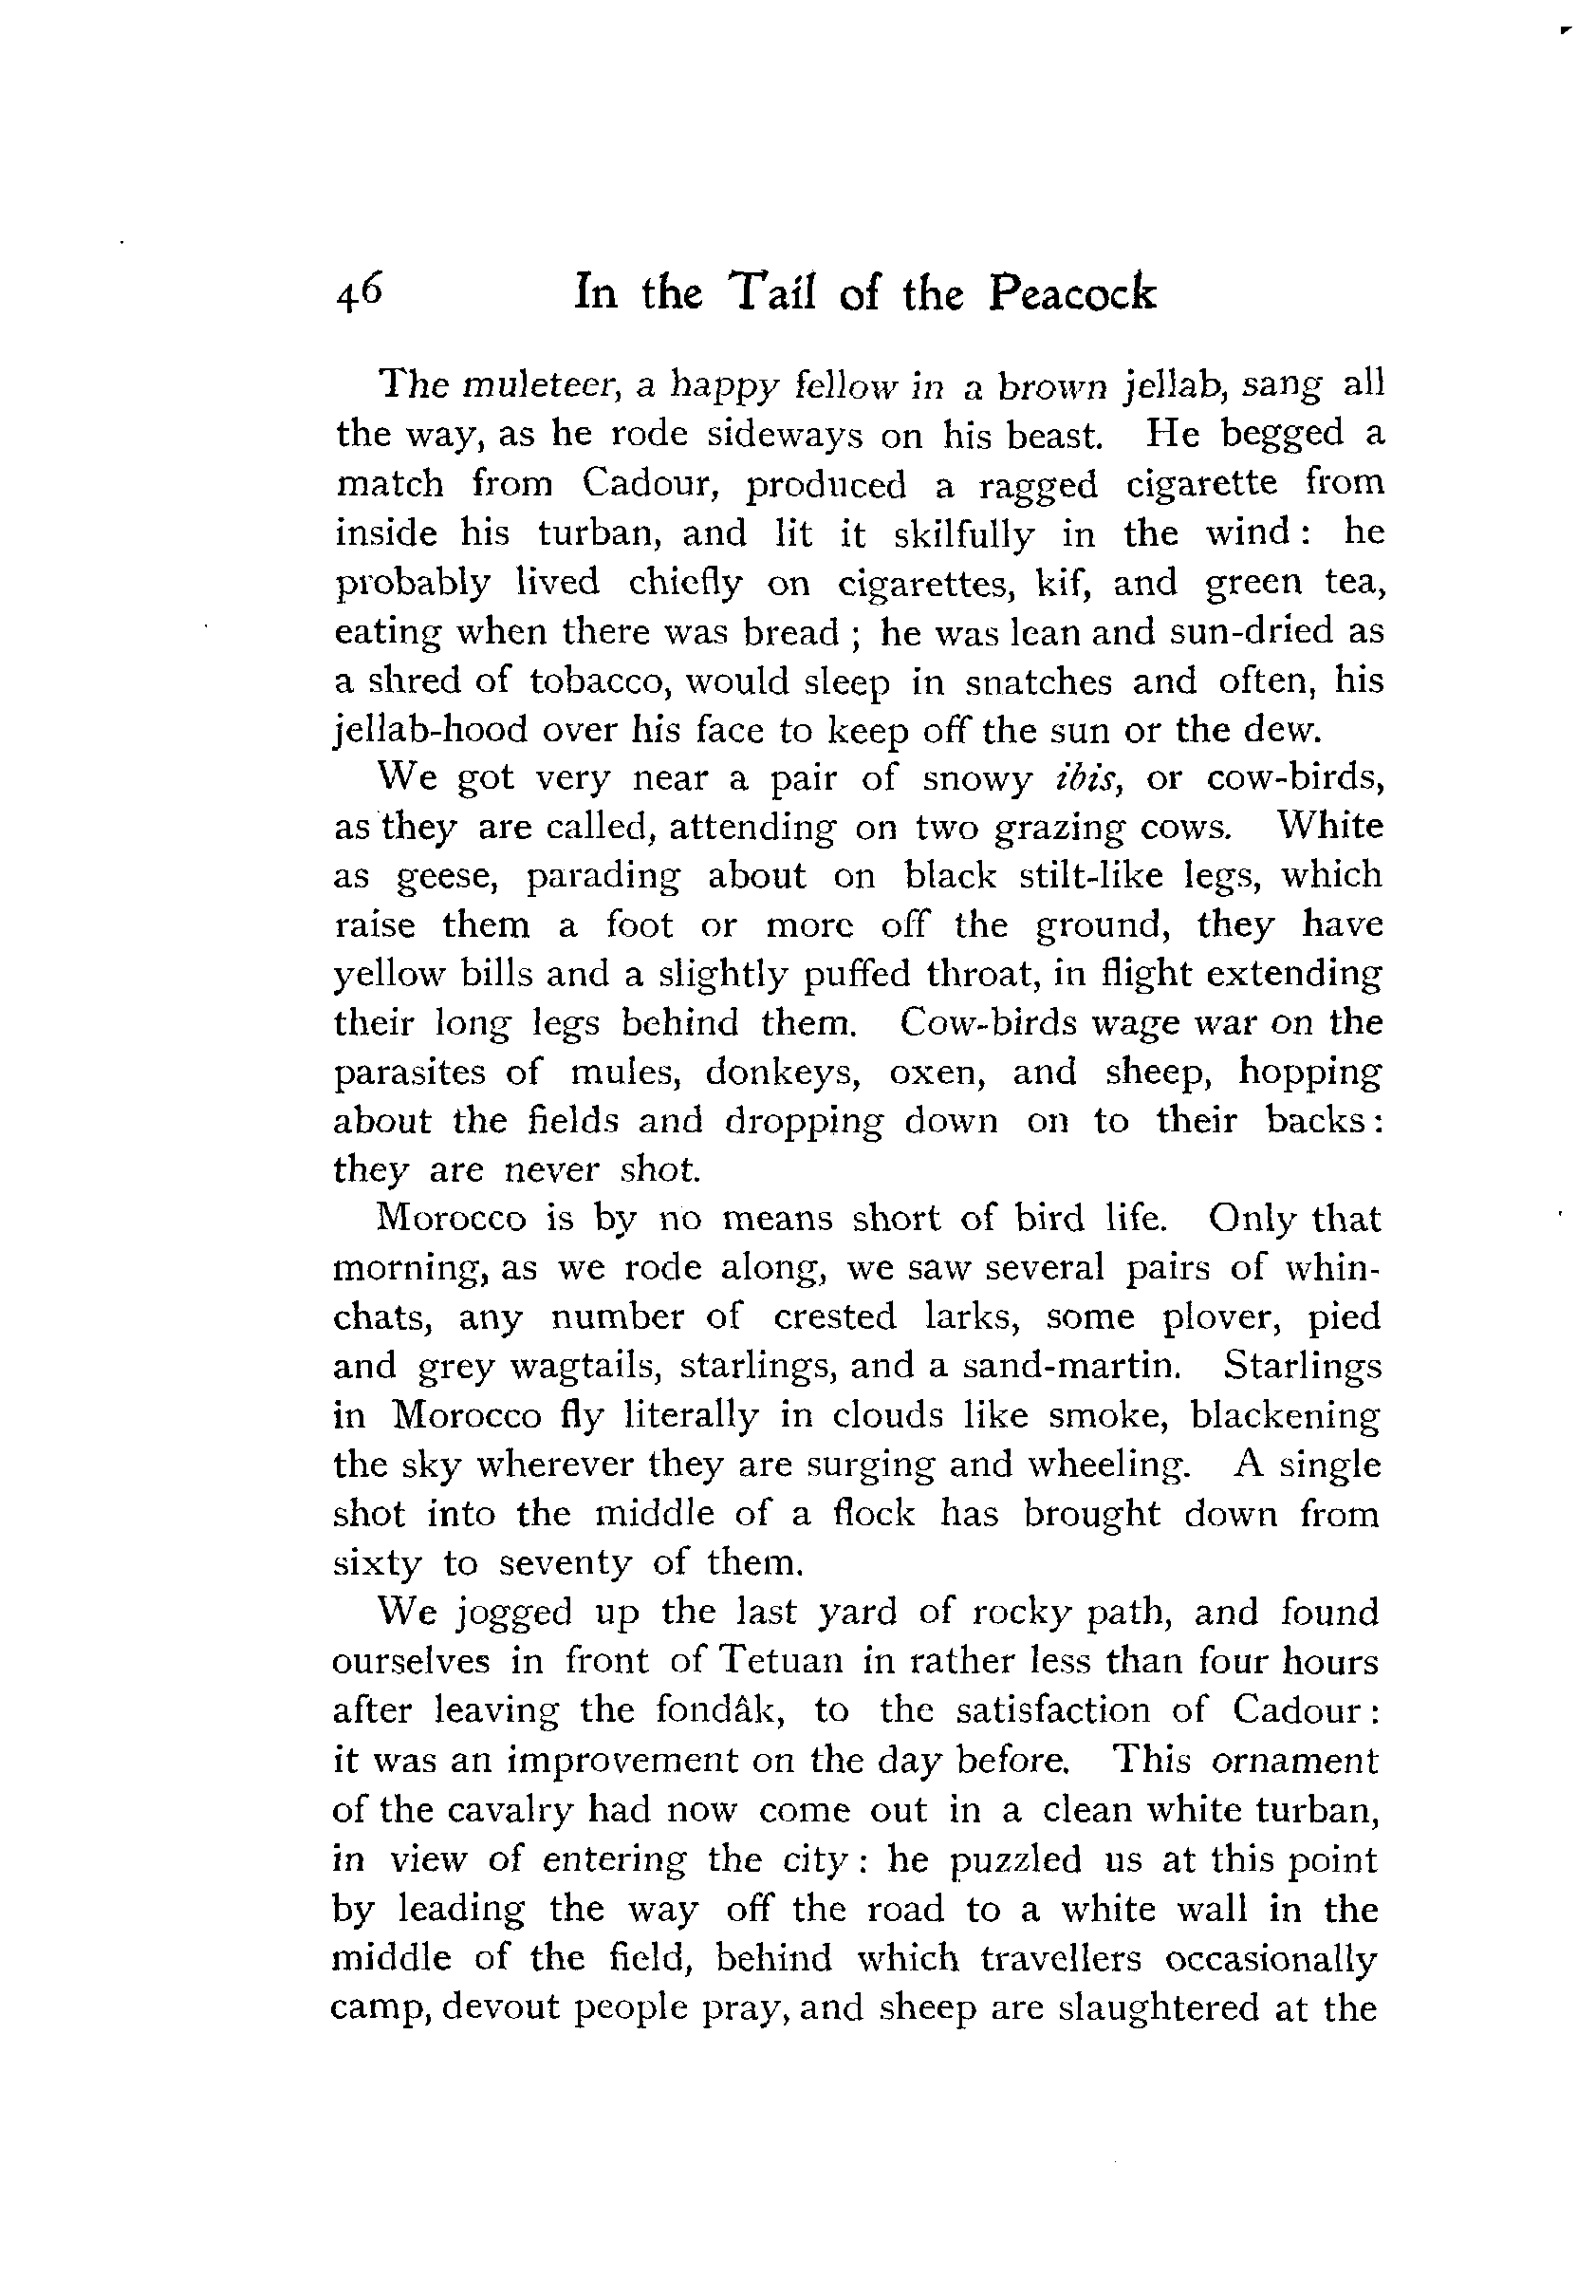 46 In the Tail of the Peacock
The muleteer, a happy fellow in a brown jellab, sang all
the way, as he rode sideways on his beast. He begged a
match from Cadour, produced a ragged cigarette from
inside his turban, and lit it skilfully in the wind : he
probably lived chiefly on cigarettes, kif, and green tea,
eating when there was bread ; he was lean and sun-dried as
a shred of tobacco, would sleep in snatches and often, his
jellab-hood over his face to keep off the sun or the dew.
We got very near a pair of snowy ibis, or cow-birds,
as they are called, attending on two grazing cows. White
as geese, parading about on black stilt-like legs, which
raise them a foot or more off the ground, they have
yellow bills and a slightly puffed throat, in flight extending
their long legs behind them. Cow-birds wage war on the
parasites of mules, donkeys, oxen, and sheep, hopping
about the fields and dropping down on to their backs :
they are never shot.
Morocco is by no means short of bird life. Only that
morning, as we rode along, we saw several pairs of whin-
chats, any number of crested larks, some plover, pied
and grey wagtails, starlings, and a sand-martin. Starlings
in Morocco fly literally in clouds like smoke, blackening
the sky wherever they are surging and wheeling. A single
shot into the middle of a flock has brought down from
sixty to seventy of them.
We jogged up the last yard of rocky path, and found
ourselves in front of Tetuan in rather less than four hours
after leaving the fondâk, to the satisfaction of Cadour :
it was an improvement on the day before. This ornament
of the cavalry had now come out in a clean white turban,
in view of entering the city : he puzzled us at this point
by leading the way off the road to a white wall in the
middle of the field, behind which travellers occasionally
camp, devout people pray, and sheep are slaughtered at the